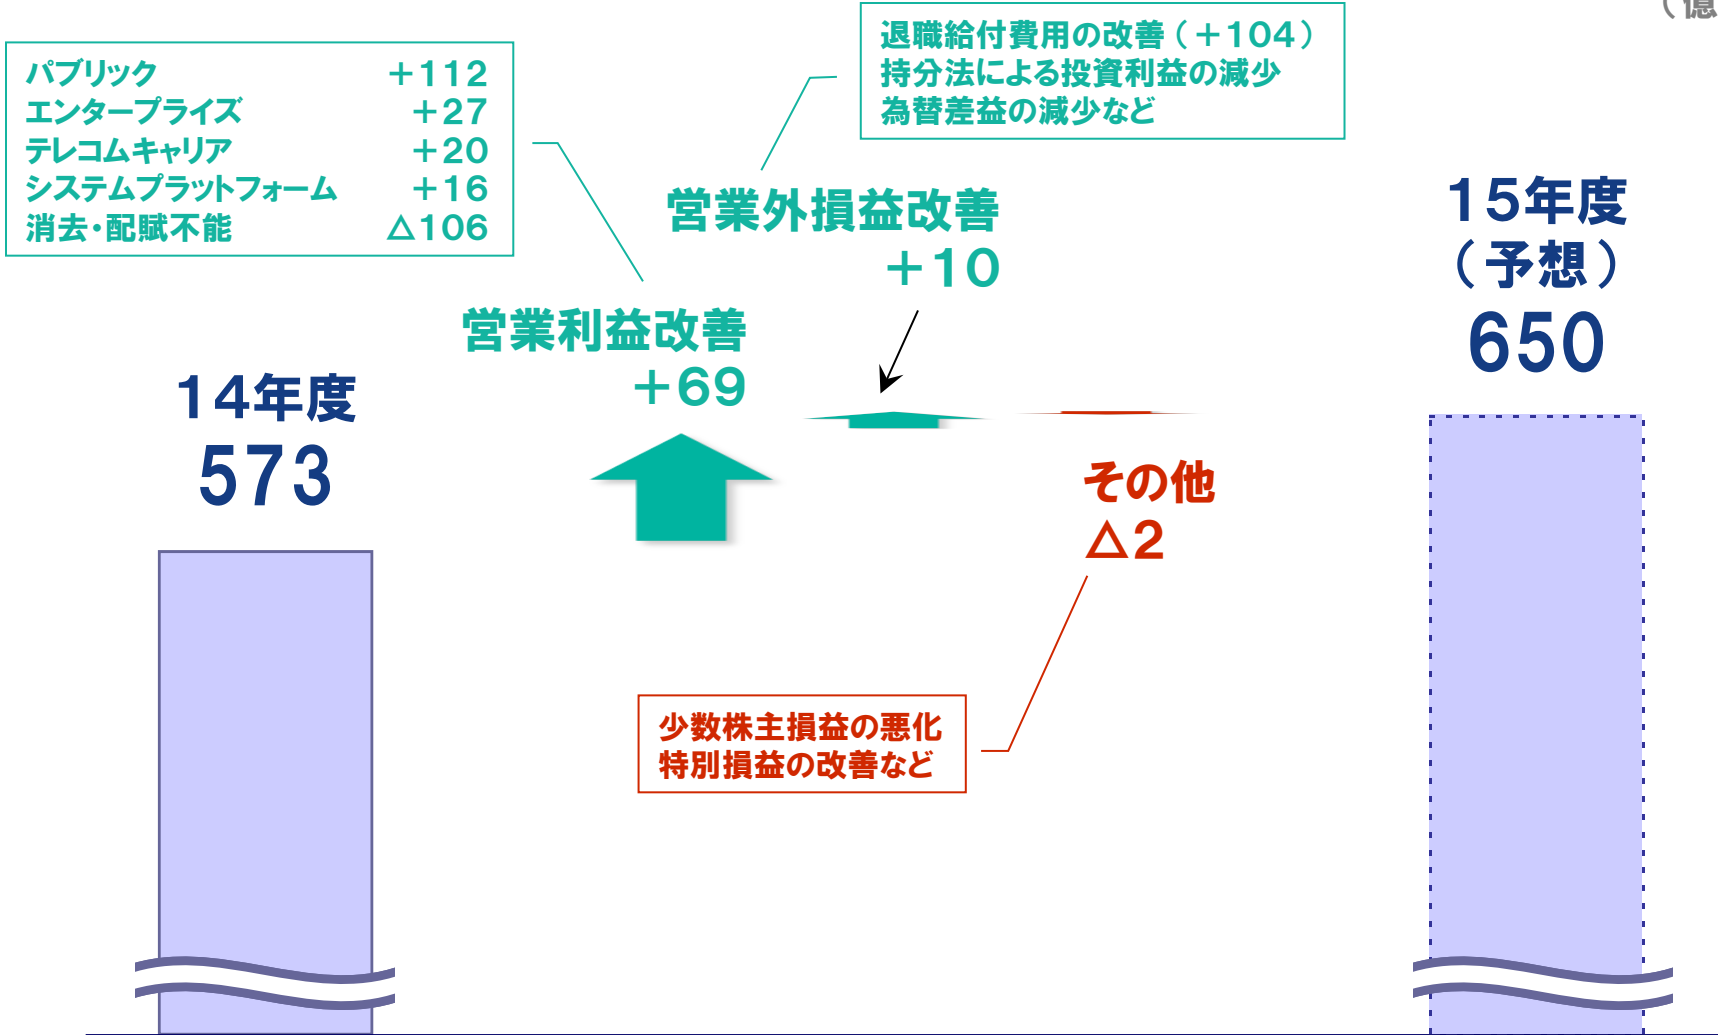 （億
退職給付費用の改善（＋１０４）
持分法による投資利益の減少
為替差益の減少など
パブリック ＋１１２
エンタープライズ ＋２７
テレコムキャリア ＋２０
システムプラットフォーム ＋１６
消去・配賦不能 △１０６
営業外損益改善
＋１０
営業利益改善
＋６９
１４年度
５７３
１５年度
（予想）
６５０
その他
△２
少数株主損益の悪化
特別損益の改善など